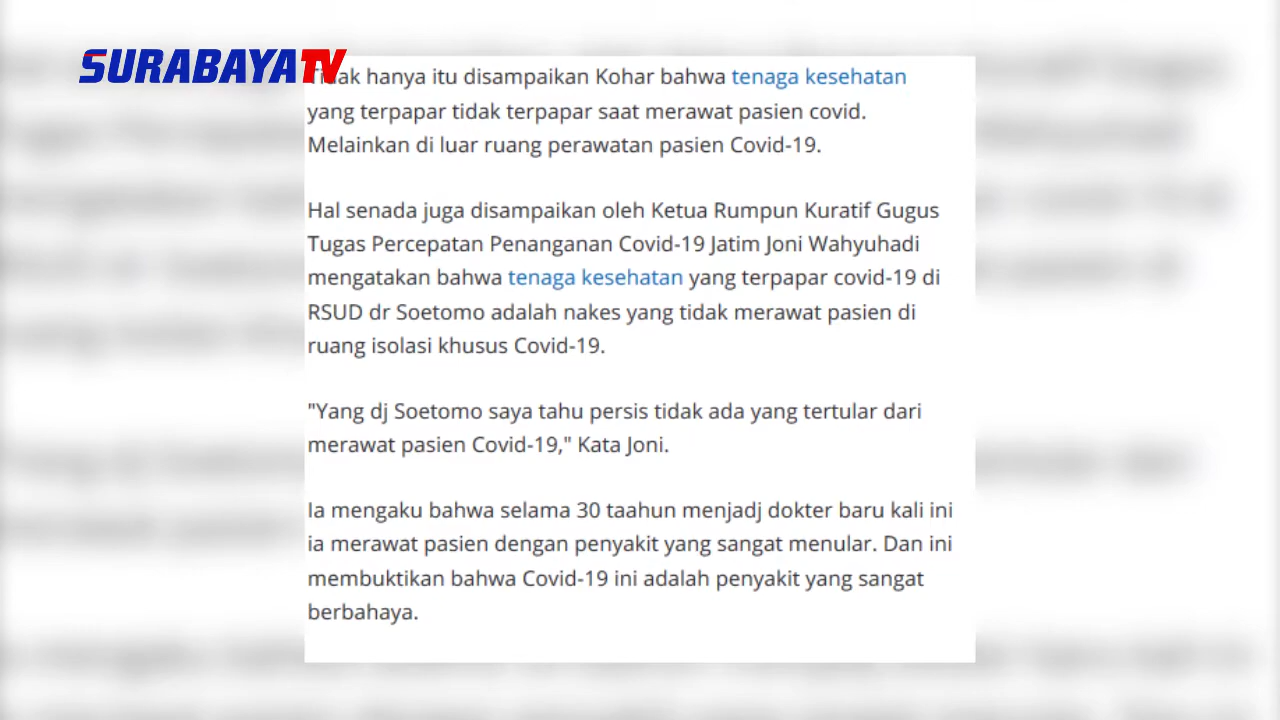 SURABAYATV
Tidak hanya itu disampaikan Kohar bahwa tenaga kesehatan
yang terpapar tidak terpapar saat merawat pasien covid.
Melainkan di luar ruang perawatan pasien Covid-19.
Hal senada juga disampaikan oleh Ketua Rumpun Kuratif Gugus
Tugas Percepatan Penanganan Covid-19 Jatim Joni Wahyuhadi
mengatakan bahwa tenaga kesehatan yang terpapar covid-19 di
RSUD dr Soetomo adalah nakes yang tidak merawat pasien di
ruang isolasi khusus Covid-19.
"Yang dj Soetomo saya tahu persis tidak ada yang tertular dari
merawat pasien Covid-19," Kata Joni.
Ia mengaku bahwa selama 30 taahun menjadj dokter baru kali ini
ia merawat pasien dengan penyakit yang sangat menular. Dan ini
membuktikan bahwa Covid-19 ini adalah penyakit yang sangat
berbahaya.